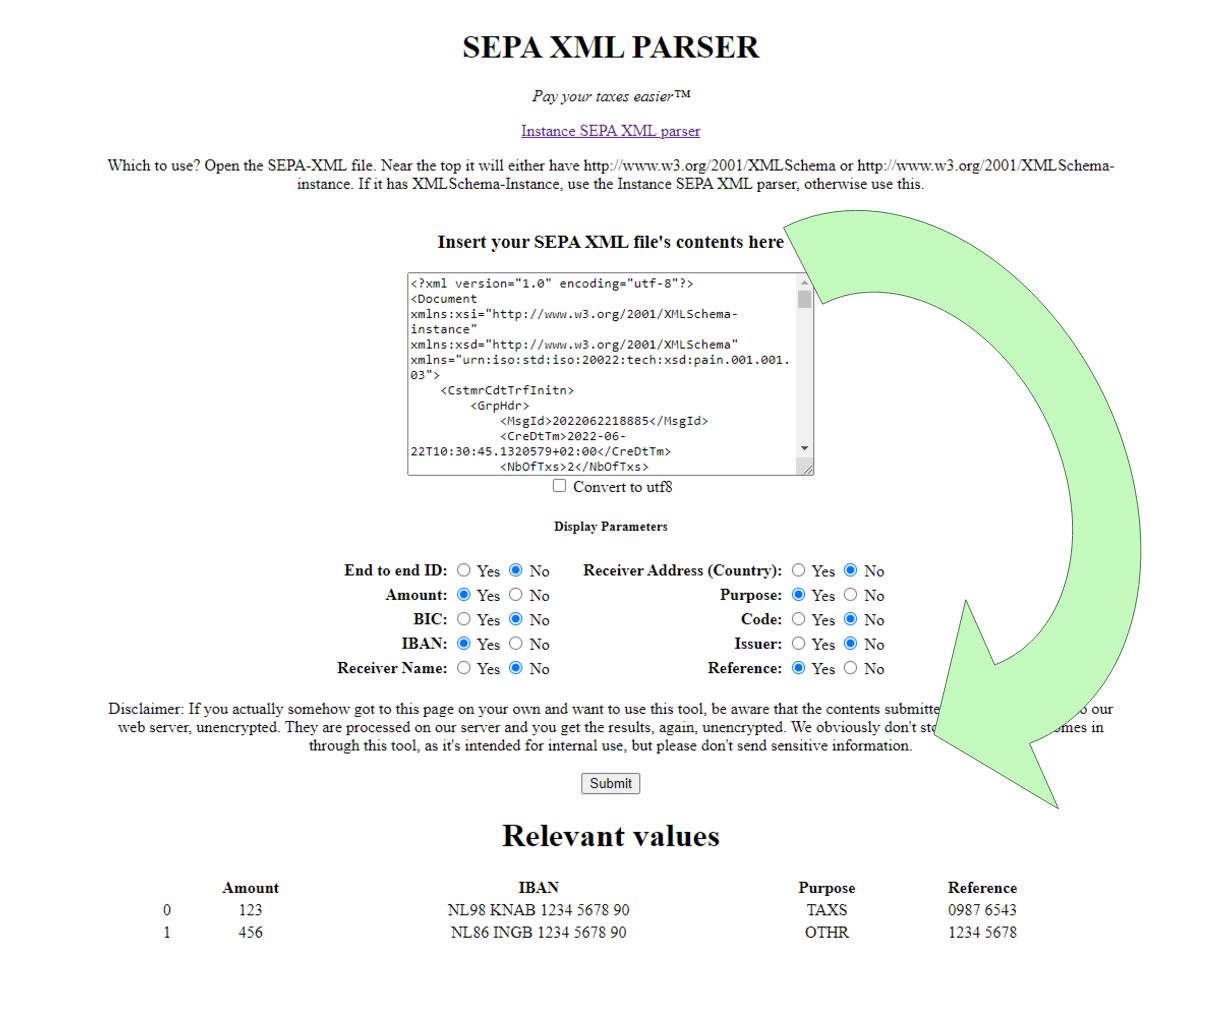 SEPA XML PARSER
Pay your taxes easier™
Instance SEPA XML parser
Which to use? Open the SEPA-XML file. Near the top it will either have http://www.w3.org/2001/XMLSchema or http://www.w3.org/2001/XMLSchema-
instance. If it has XMLSchema-Instance, use the Instance SEPA XML parser, otherwise use this.
Insert your SEPA XML file's contents here
<?xml version="1.0" encoding="utf-8"?>
<Document
xmlns:xsi="http://www.w3.org/2001/XMLSchema-
instance"
xmlns:xsd="http://www.w3.org/2001/XMLSchema"
xmlns="urn:iso:std:iso:20022:tech:xsd:pain.001.001.
03">
<CstmrCdtTrfInitn>
<GrpHdr>
<MsgId>2022062218885</MsgId>
<CreDtTm>2022-06-
22T10:30:45.1320579+02:00</CreDtTm>
<NbOfTxs>2</NbOfTxs>
Convert to utf8
Display Parameters
End to end ID: Yes No Receiver Address (Country): Yes No
Amount: Yes No Purpose: Yes No
BIC: Yes No Code: Yes No
IBAN: Yes No Issuer: Yes No
Receiver Name: Yes No Reference: Yes No
Disclaimer: If you actually somehow got to this page on your own and want to use this tool, be aware that the contents submitte our
web server, unencrypted. They are processed on our server and you get the results, again, unencrypted. We obviously don't in
through this tool, as it's intended for internal use, but please don't send sensitive information.
Submit
Relevant values
Amount IBAN Purpose Reference
0 123 NL98 KNAB 1234 5678 90 TAXS 0987 6543
1 456 NL86 INGB 1234 5678 90 OTHR 1234 5678